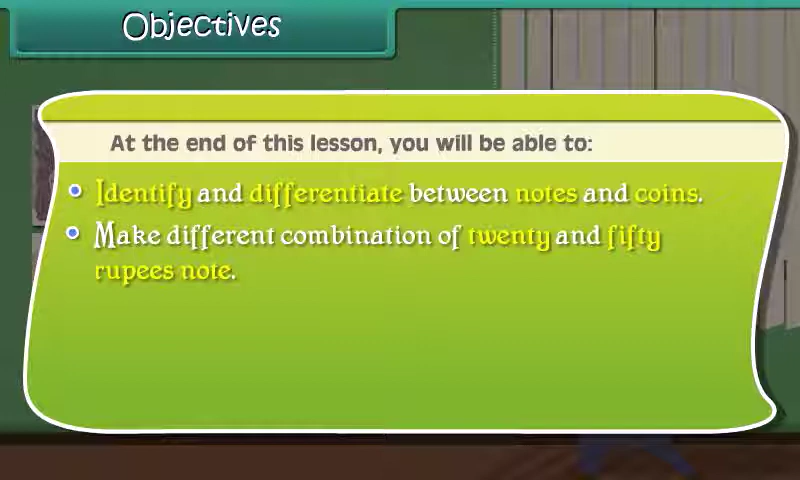 Objectives
At the end of this lesson, you will be able to:
Identify and differentiate between notes and coins.
Make different combination of twenty and fifty
rupees note.